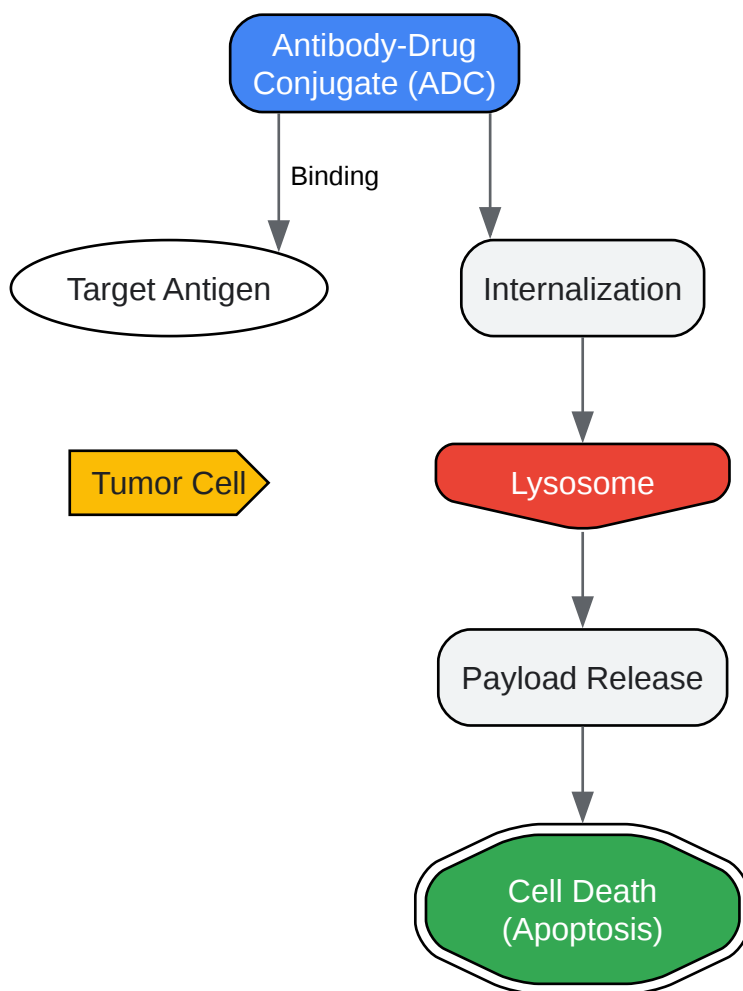 Antibody-Drug
Conjugate (ADC)
Binding
Target Antigen
Internalization
Tumor Cell
Lysosome
Payload Release
Cell Death
(Apoptosis)